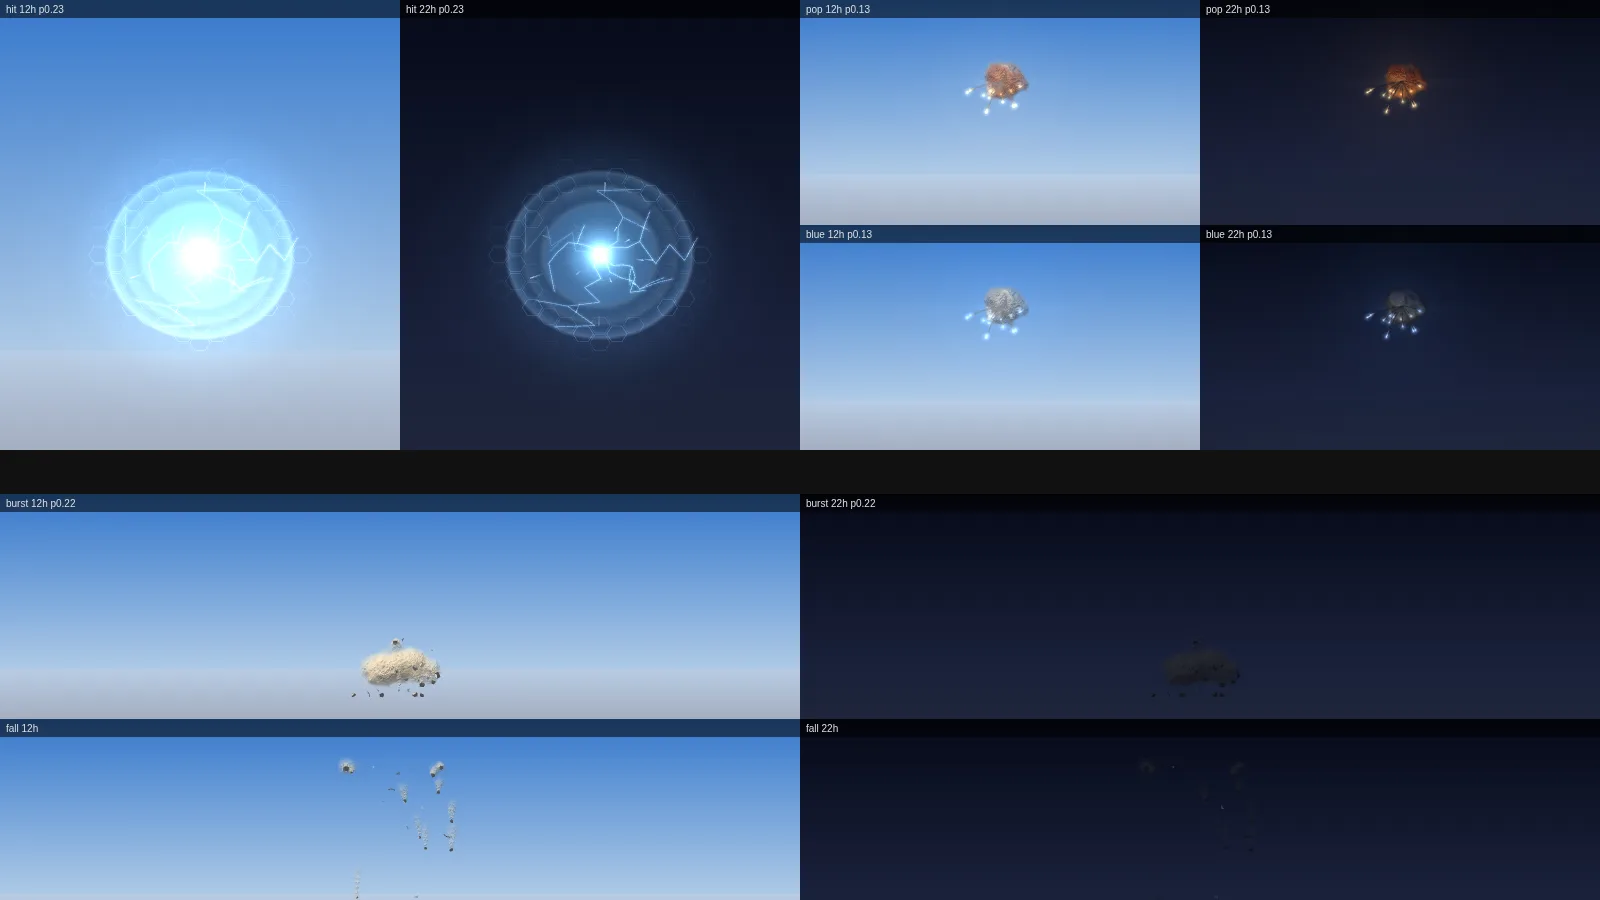 hit 12h p0.23
hit 22h p0.23
pop 12h p0.13
pop 22h p0.13
blue 12h p0.13
blue 22h p0.13
burst 12h p0.22
burst 22h p0.22
fall 12h
fall 22h